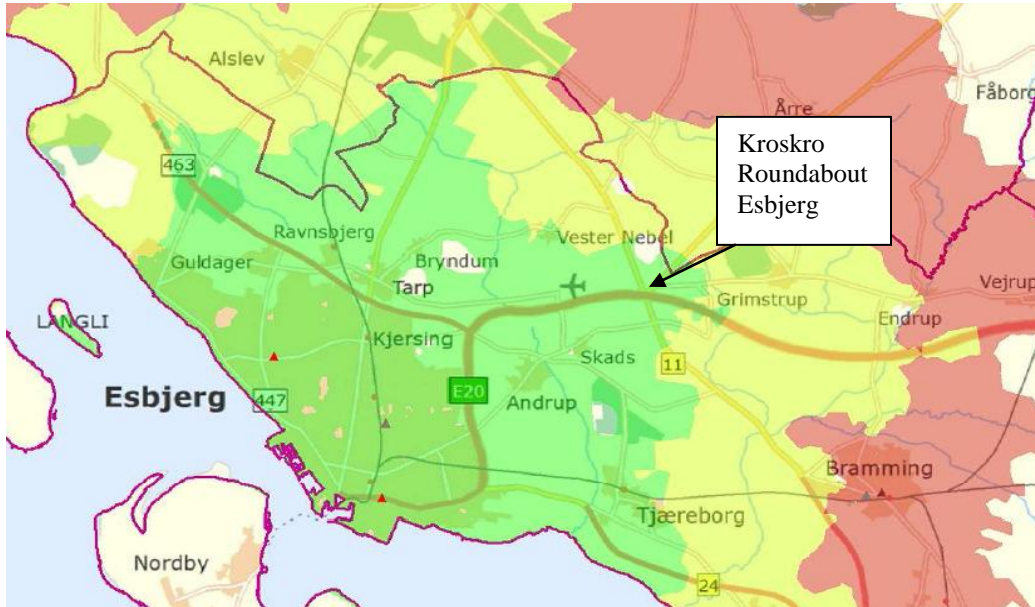 Alslev
Fåborg
Årre
Kroskro
Roundabout
Esbjerg
463
Ravnsbjerg
Vester Nebel
Guldager
Bryndum
Tarp
Vejrup
Grimstrup
LANGLI
Endrup
Kjersing
Skads
11
Esbjerg
447
E20
Andrup
Bramming
Tjæreborg
Nordby
24